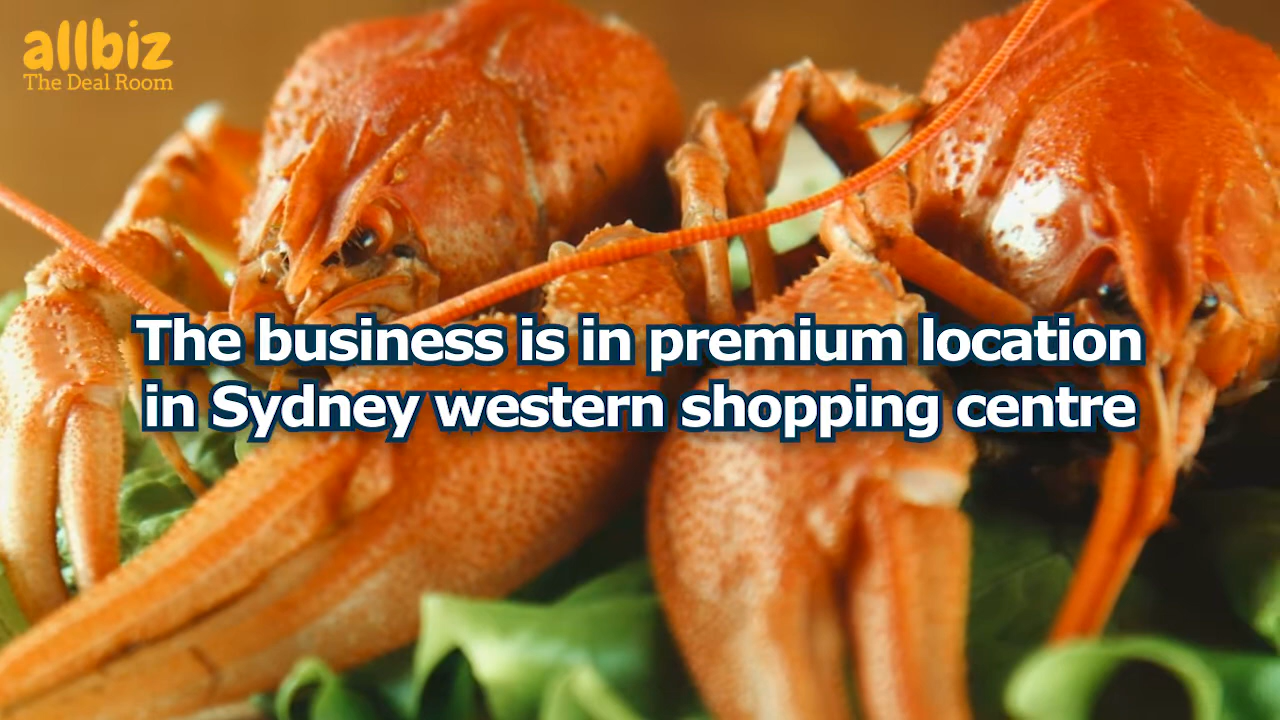 allbiz
The Deal Room
The business is in premium location
in Sydney western shopping centre